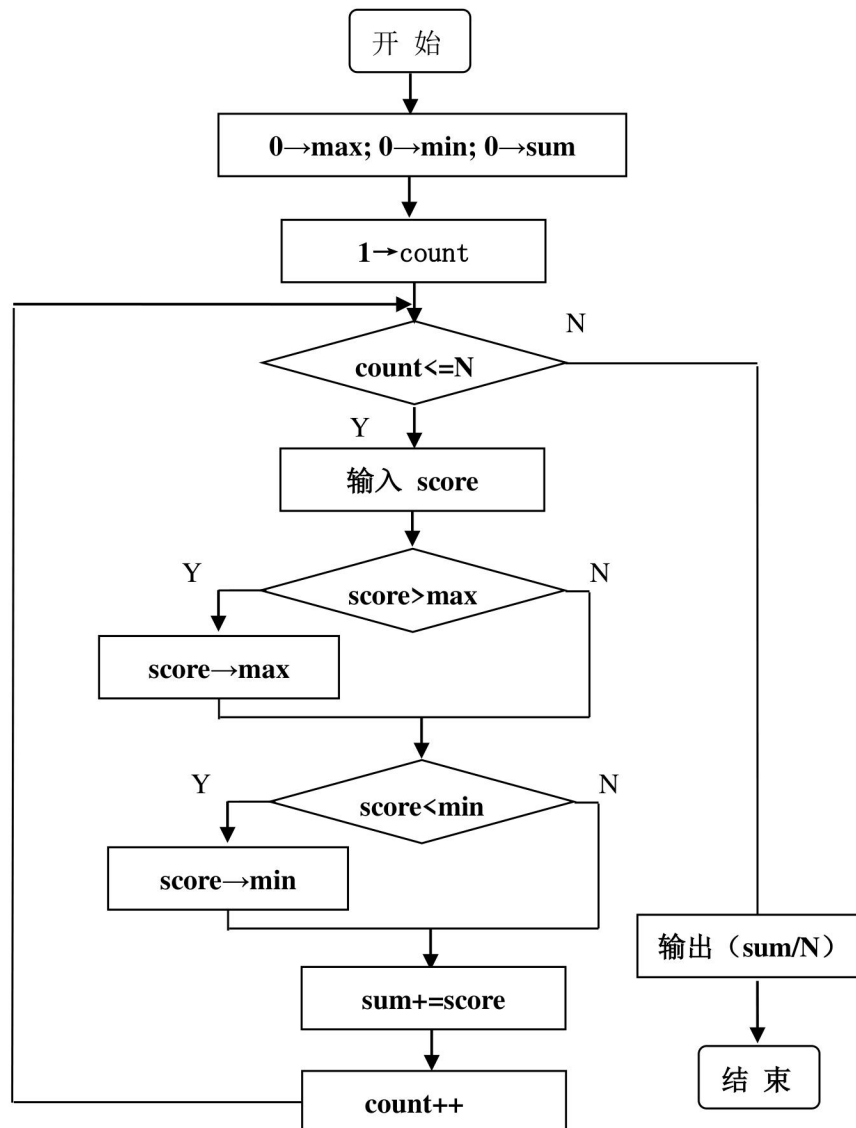 开 始
0→max; 0→min; 0→sum
1→count
N
count<=N
Y
输入 score
Y
N
score>max
score→max
Y
N
score<min
score→min
输出（sum/N）
sum+=score
结 束
count++